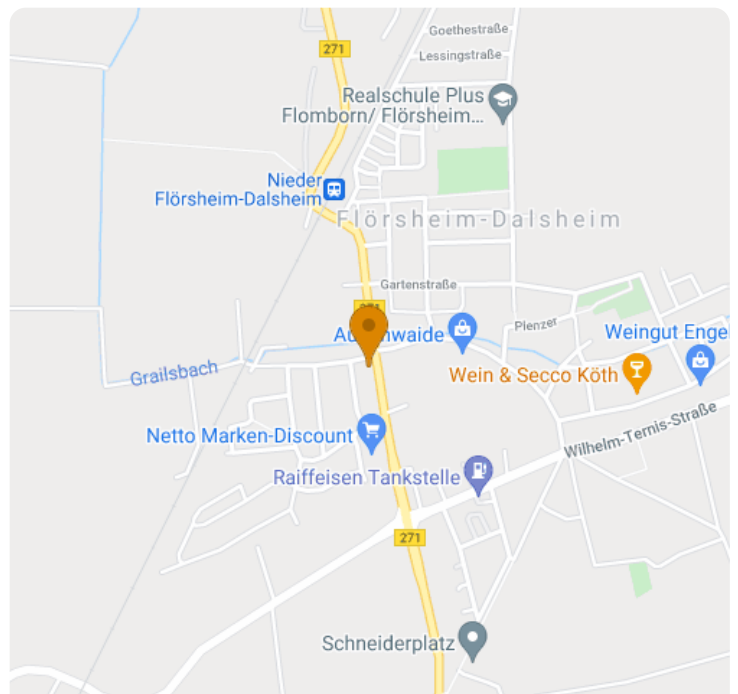 Goethestraße
271
Lessingstraße
Realschule Plus
Flomborn/ Flörsheim...
Nieder
Flörsheim-Dalsheim
Flörsheim-Dalsheim
Gartenstraße
271
Plenzer
Weingut Engel
Grailsbach
Wein & Secco Köth
Wilhelm-Ternis-Straße
Netto Marken-Discount
Raiffeisen Tankstelle
271
Schneiderplatz